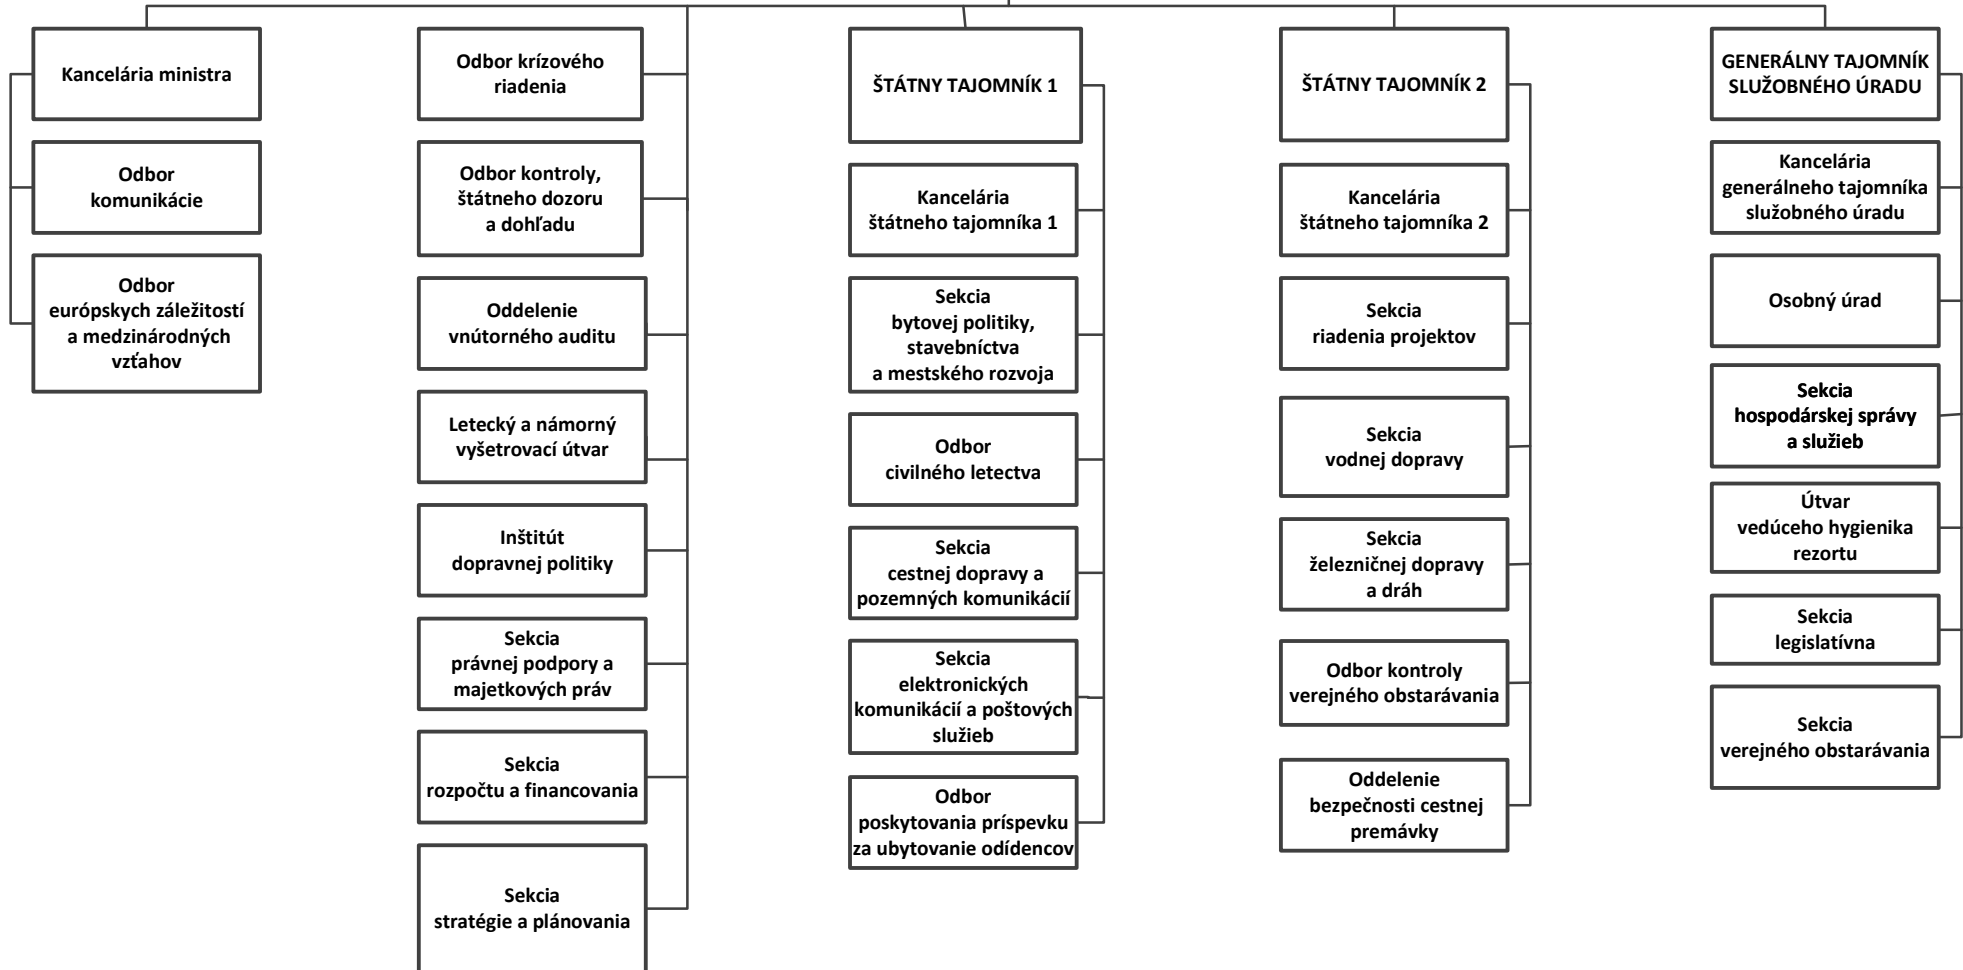 Kancelária ministra
Odbor
komunikácie
Odbor
európskych záležitostí
a medzinárodných
vzťahov
Odbor krízového
riadenia
Odbor kontroly,
štátneho dozoru
a dohľadu
Oddelenie
vnútorného auditu
Letecký a námorný
vyšetrovací útvar
Inštitút
dopravnej politiky
Sekcia
právnej podpory a
majetkových práv
Sekcia
rozpočtu a financovania
Sekcia
stratégie a plánovania
ŠTÁTNY TAJOMNÍK 1
Kancelária
štátneho tajomníka 1
Sekcia
bytovej politiky,
stavebníctva
a mestského rozvoja
Odbor
civilného letectva
Sekcia
cestnej dopravy a
pozemných komunikácií
Sekcia
elektronických
komunikácií a poštových
služieb
Odbor
poskytovania príspevku
za ubytovanie odídencov
ŠTÁTNY TAJOMNÍK 2
Kancelária
štátneho tajomníka 2
Sekcia
riadenia projektov
Sekcia
vodnej dopravy
Sekcia
železničnej dopravy
a dráh
Odbor kontroly
verejného obstarávania
Oddelenie
bezpečnosti cestnej
premávky
GENERÁLNY TAJOMNÍK
SLUŽOBNÉHO ÚRADU
Kancelária
generálneho tajomníka
služobného úradu
Osobný úrad
Sekcia
hospodárskej správy
a služieb
Útvar
vedúceho hygienika
rezortu
Sekcia
legislatívna
Sekcia
verejného obstarávania